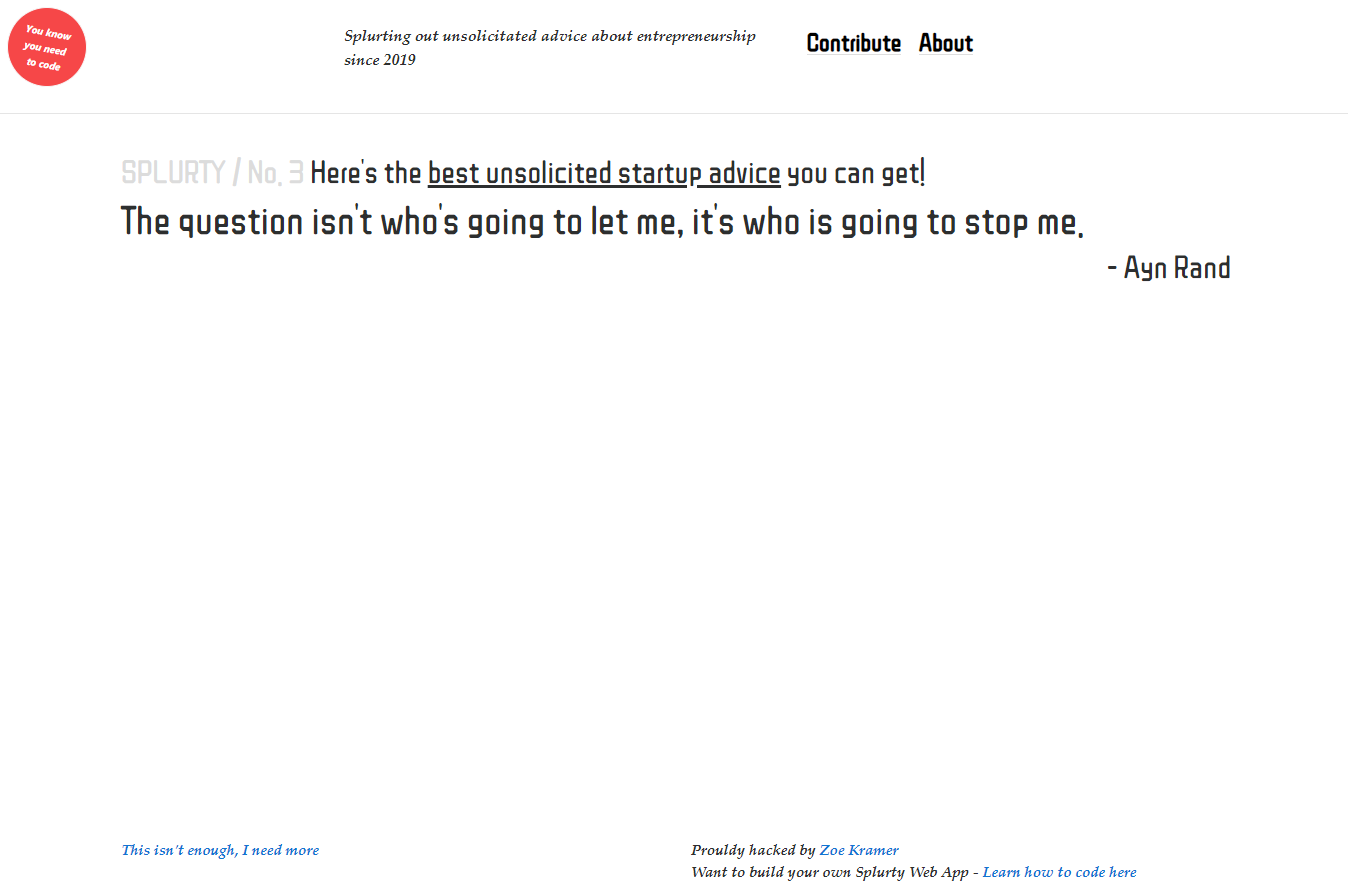 You know
you need
to code
Splurting out unsolicitated advice about entrepreneurship
since 2019
Contribute About
SPLURTY / No. 3 Here's the best unsolicited startup advice you can get!
The question isn't who's going to let me, it's who is going to stop me.
- Ayn Rand
This isn't enough, I need more
Prouldy hacked by Zoe Kramer
Want to build your own Splurty Web App - Learn how to code here